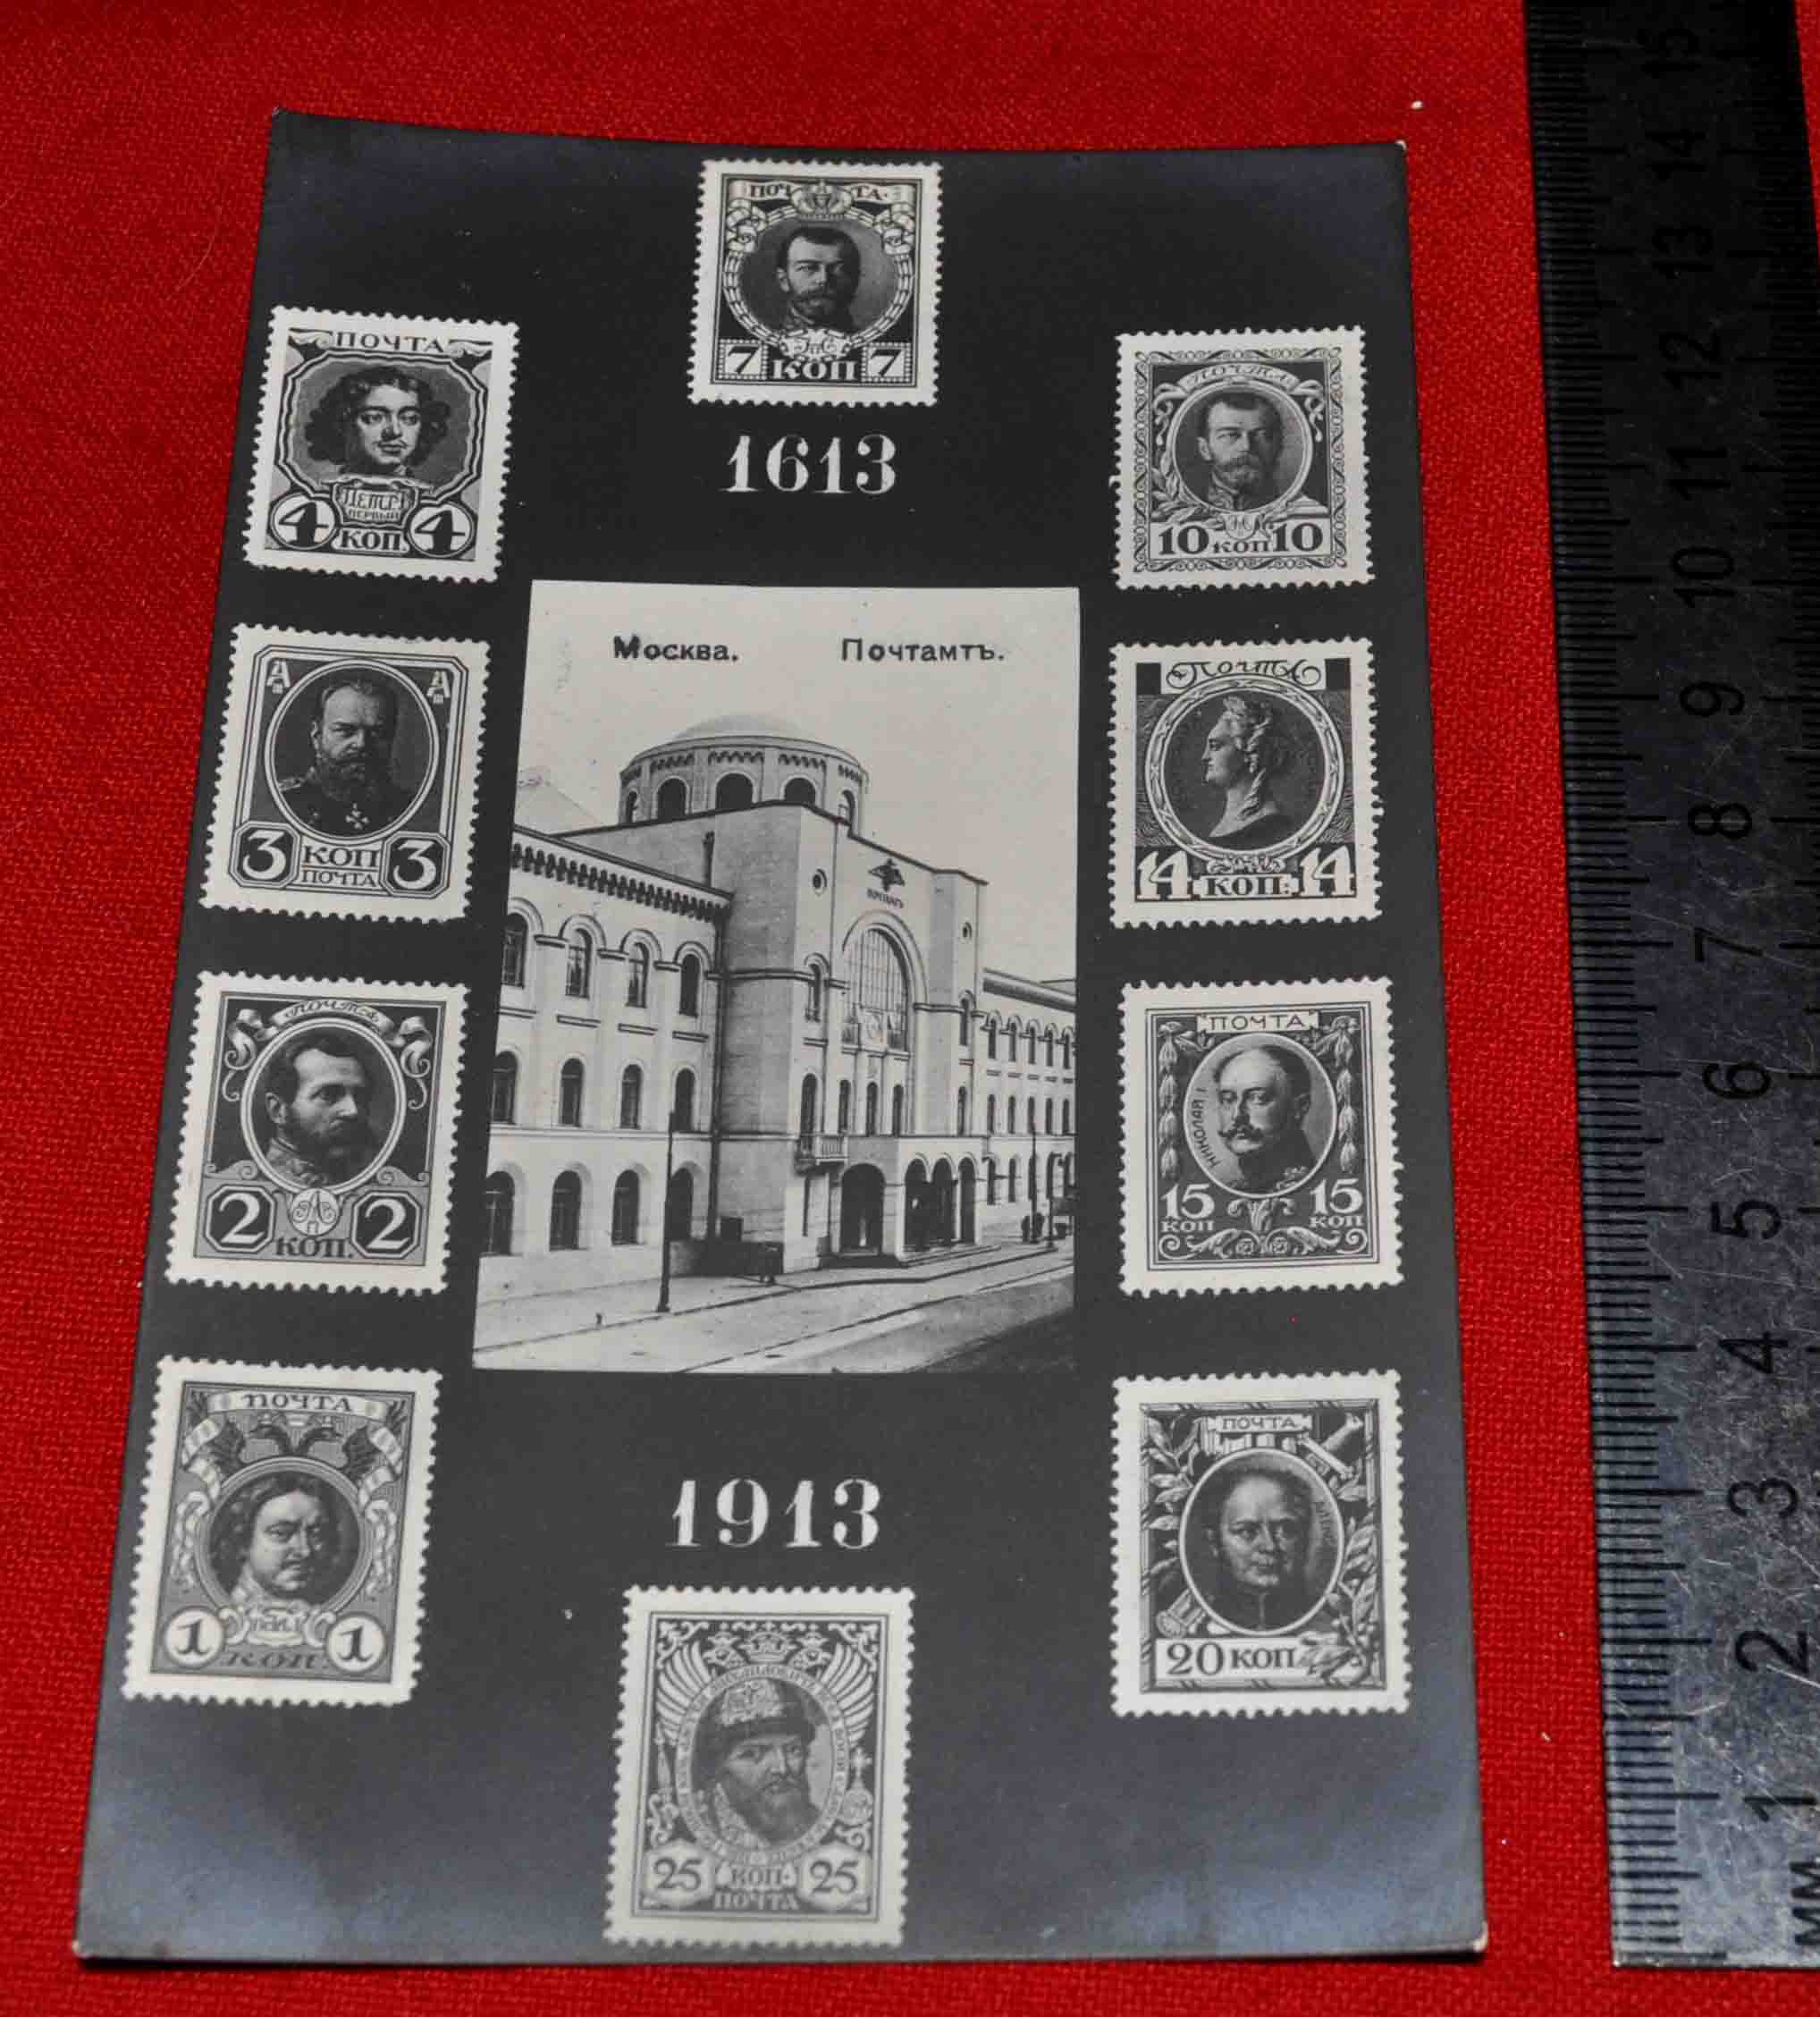 ПОЧТА
7 КОП 7
1613
ПОЧТА
ПЕТРЪ
ПЕРВЫЙ
4 КОП. 4
ПОЧТА
10 КОП 10
Москва. Почтамтъ.
3 КОП 3
ПОЧТА
ПОЧТА
14 КОП: 14
ПОЧТА
2 КОП. 2
ПОЧТА
НИКОЛАЙ I
15 15
КОП КОП
ПОЧТА
1 КОП. 1
1913
ПОЧТА
20 КОП
25 КОП. 25
ПОЧТА
15
14
13
12
11
10
9
8
7
6
5
4
3
2
1
мм